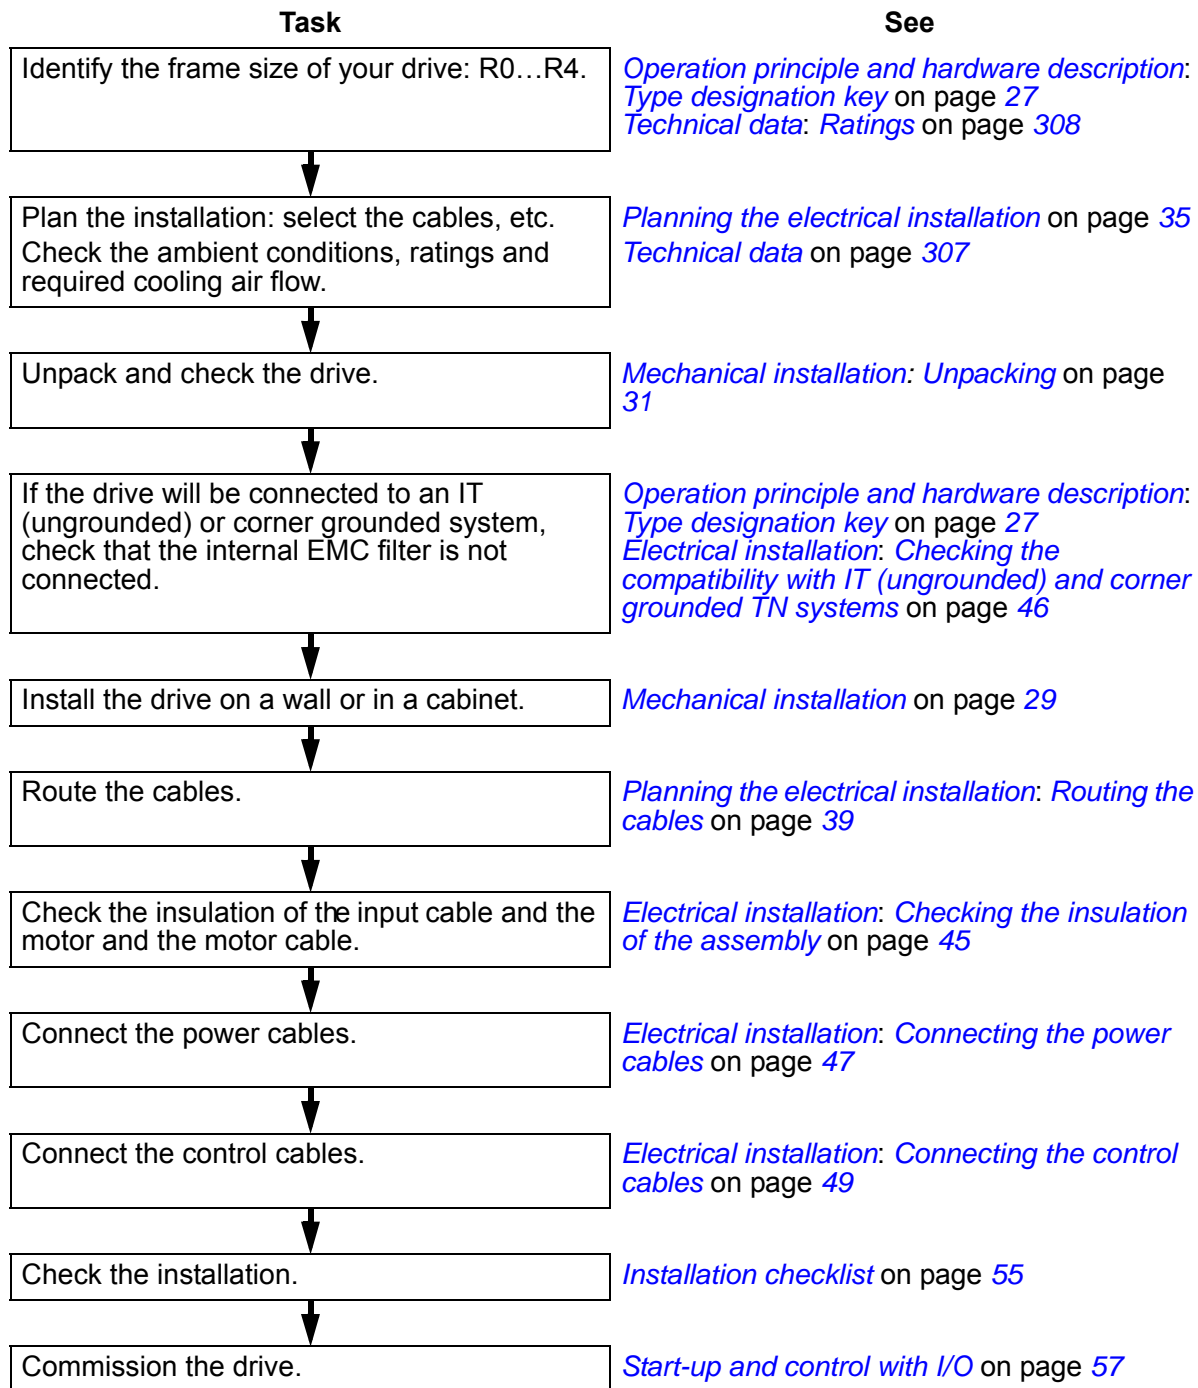 Task
See
Identify the frame size of your drive: R0…R4.
Operation principle and hardware description:
Type designation key on page 27
Technical data: Ratings on page 308
Plan the installation: select the cables, etc.
Check the ambient conditions, ratings and
required cooling air flow.
Planning the electrical installation on page 35
Technical data on page 307
Unpack and check the drive.
Mechanical installation: Unpacking on page
31
If the drive will be connected to an IT
(ungrounded) or corner grounded system,
check that the internal EMC filter is not
connected.
Operation principle and hardware description:
Type designation key on page 27
Electrical installation: Checking the
compatibility with IT (ungrounded) and corner
grounded TN systems on page 46
Install the drive on a wall or in a cabinet.
Mechanical installation on page 29
Route the cables.
Planning the electrical installation: Routing the
cables on page 39
Check the insulation of the input cable and the
motor and the motor cable.
Electrical installation: Checking the insulation
of the assembly on page 45
Connect the power cables.
Electrical installation: Connecting the power
cables on page 47
Connect the control cables.
Electrical installation: Connecting the control
cables on page 49
Check the installation.
Installation checklist on page 55
Commission the drive.
Start-up and control with I/O on page 57